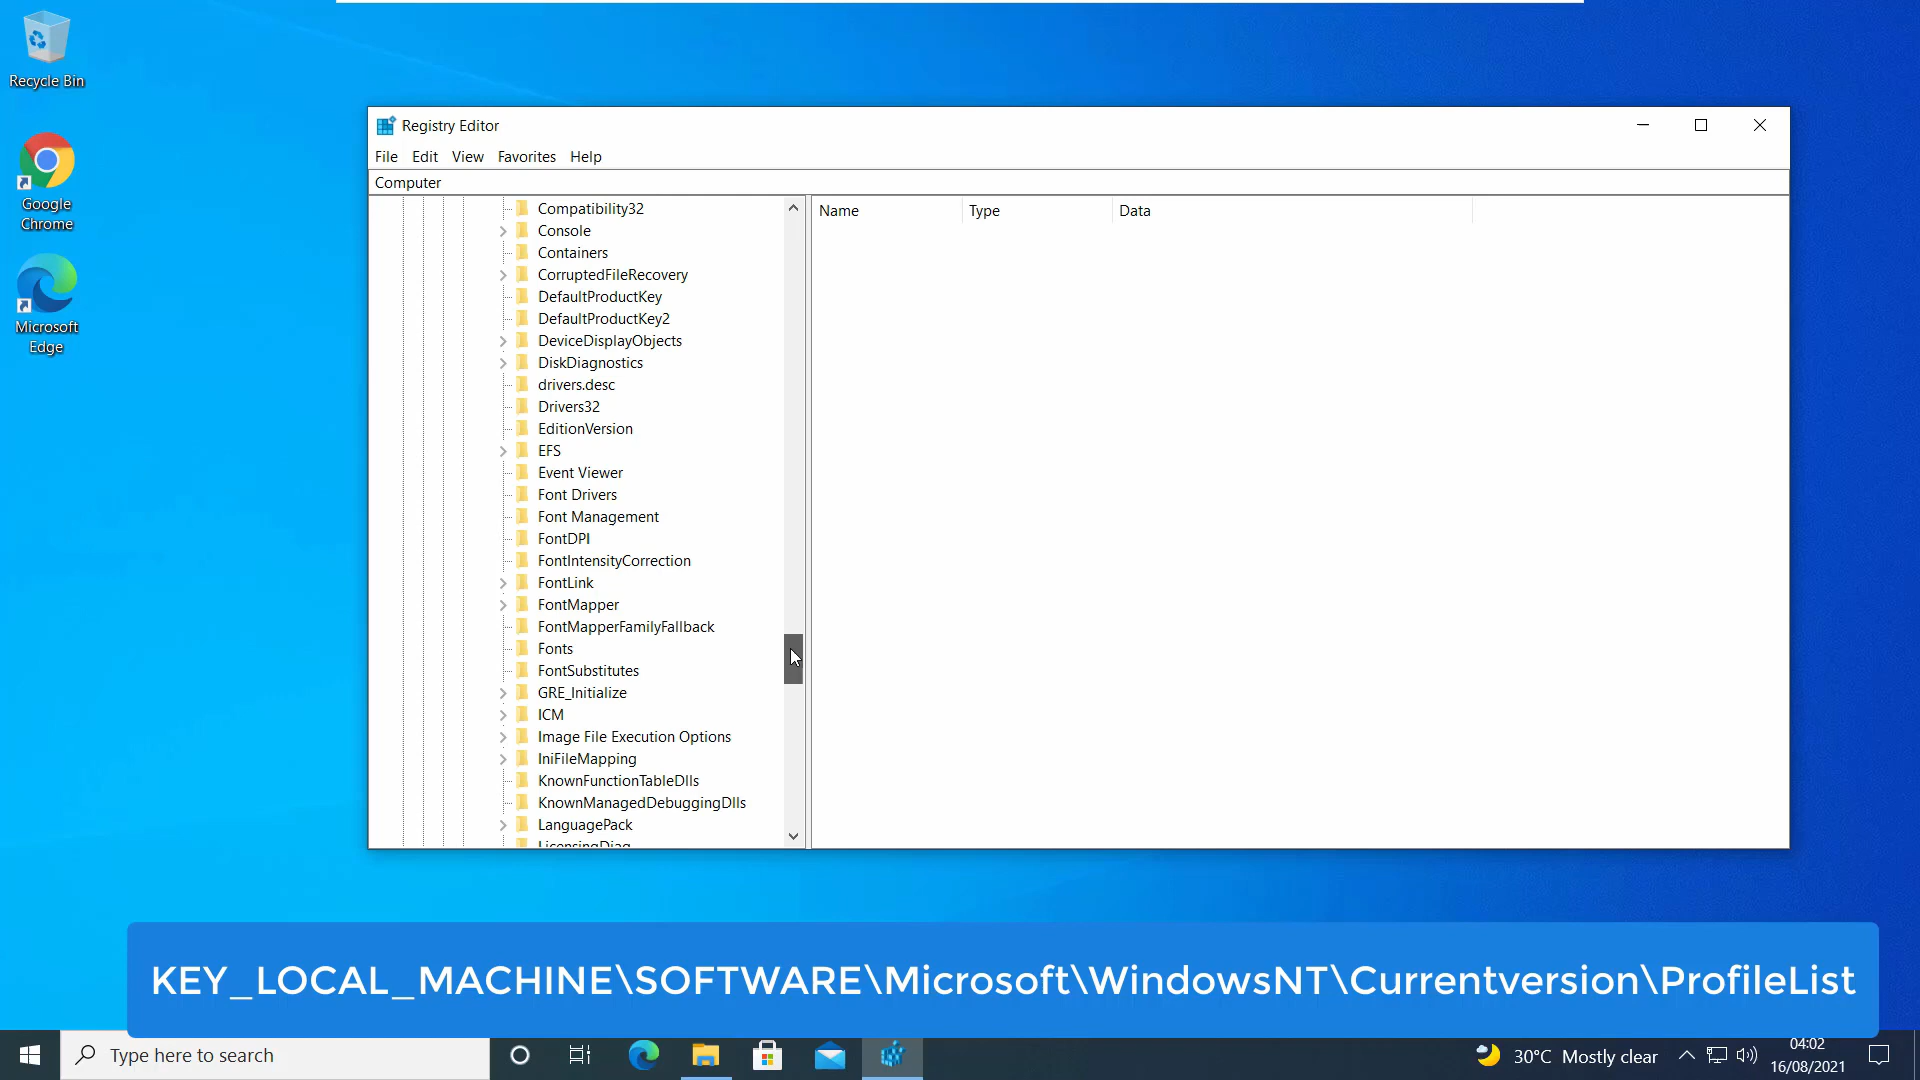 Recycle Bin
Google
Chrome
Microsoft
Edge
Registry Editor
File Edit View Favorites Help
Computer
Name Type Data
Compatibility32
Console
Containers
CorruptedFileRecovery
DefaultProductKey
DefaultProductKey2
DeviceDisplayObjects
DiskDiagnostics
drivers.desc
Drivers32
EditionVersion
EFS
Event Viewer
Font Drivers
Font Management
FontDPI
FontIntensityCorrection
FontLink
FontMapper
FontMapperFamilyFallback
Fonts
FontSubstitutes
GRE_Initialize
ICM
Image File Execution Options
IniFileMapping
KnownFunctionTableDlls
KnownManagedDebuggingDlls
LanguagePack
LicensingDiag
KEY_LOCAL_MACHINE\SOFTWARE\Microsoft\WindowsNT\Currentversion\ProfileList
Type here to search
30°C Mostly clear
04:02
16/08/2021